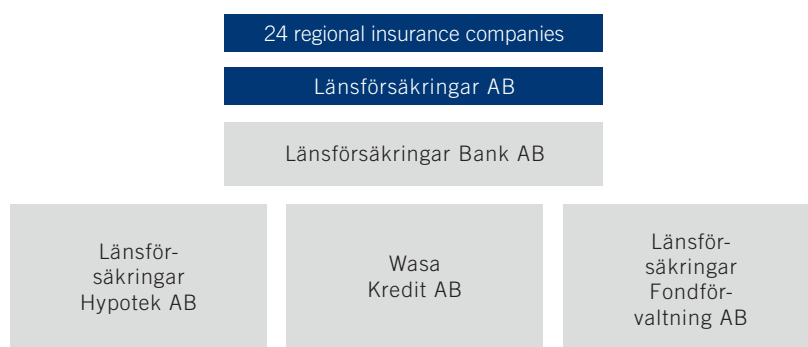 24 regional insurance companies
Länsförsäkringar AB
Länsförsäkringar Bank AB
Länsför-
säkringar
Hypotek AB
Wasa
Kredit AB
Länsför-
säkringar
Fondför-
valtning AB